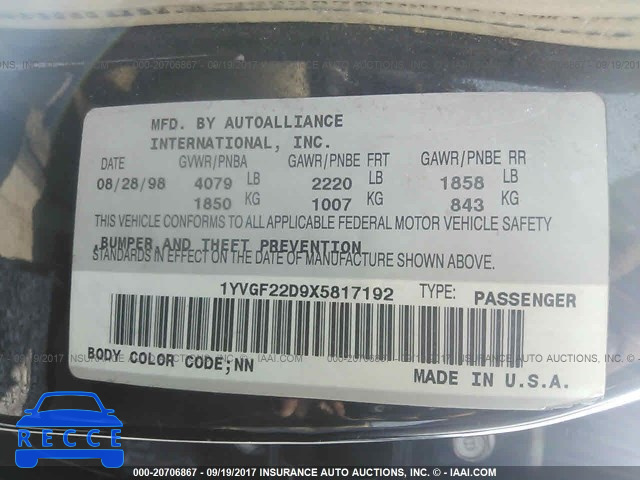 MFD. BY AUTOALLIANCE
INTERNATIONAL, INC.
DATE GVWR/PNBA GAWR/PNBE FRT GAWR/PNBE RR
08/28/98 4079 LB 2220 LB 1858 LB
1850 KG 1007 KG 843 KG
THIS VEHICLE CONFORMS TO ALL APPLICABLE FEDERAL MOTOR VEHICLE SAFETY
,BUMPER,AND THEFT PREVENTION
STANDARDS IN EFFECT ON THE DATE OF MANUFACTURE SHOWN ABOVE.
1YVGF22D9X5817192 TYPE: PASSENGER
BODY COLOR CODE;NN
MADE IN U.S.A.
RECCE
000-20706867 - 09/19/2017 INSURANCE AUTO AUCTIONS, INC. - © IAAI.COM